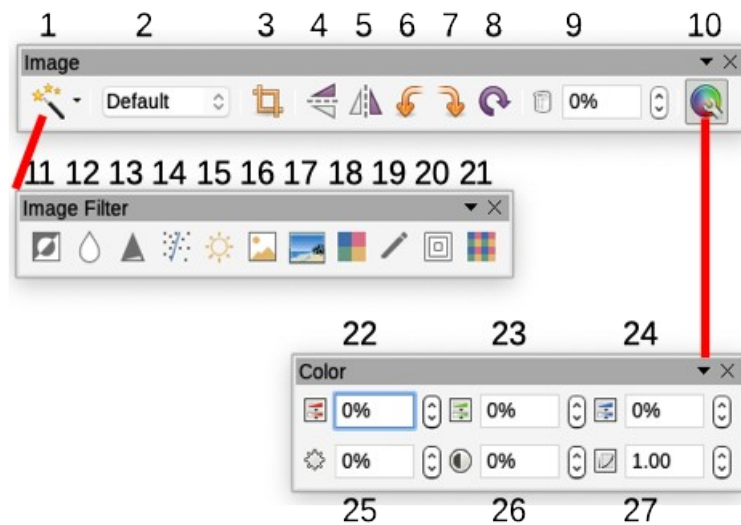 1 2 3 4 5 6 7 8 9 10
Image
Default 0%
11 12 13 14 15 16 17 18 19 20 21
Image Filter
22 23 24
Color
0% 0% 0%
0% 0% 1.00
25 26 27